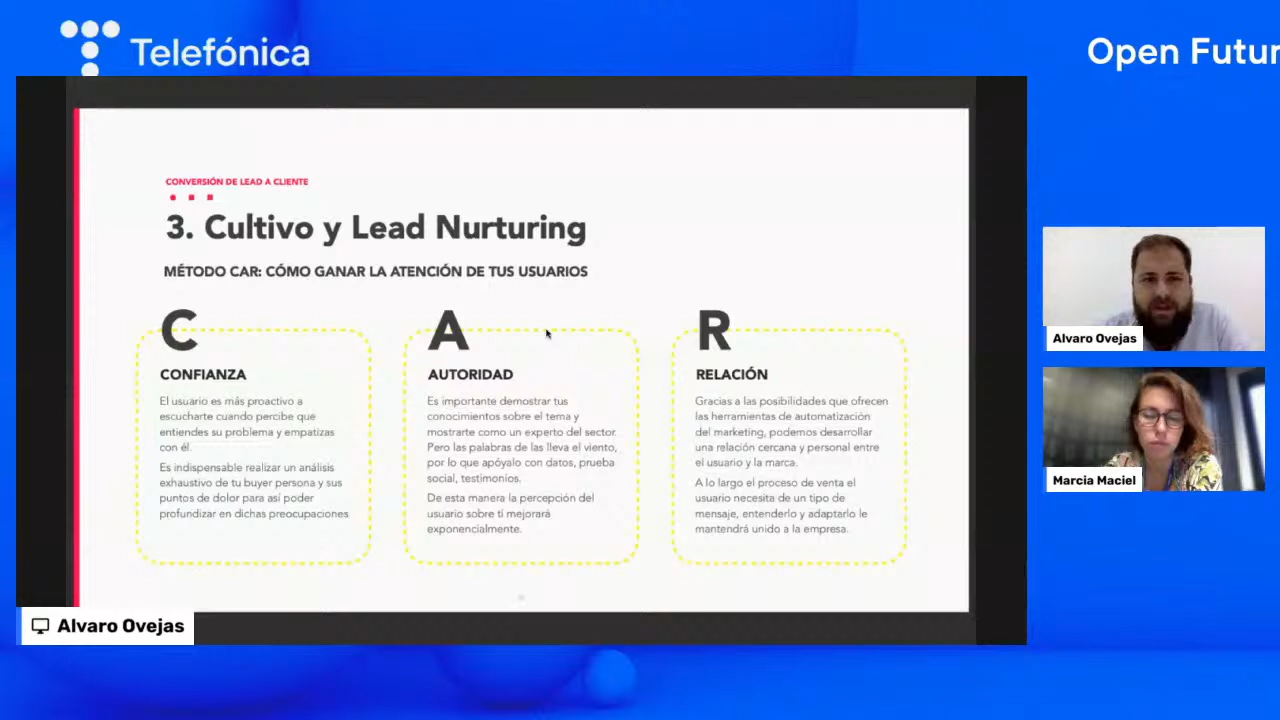 Telefónica
Open Futur
CONVERSIÓN DE LEAD A CLIENTE
3. Cultivo y Lead Nurturing
MÉTODO CAR: CÓMO GANAR LA ATENCIÓN DE TUS USUARIOS
C
CONFIANZA
El usuario es más proactivo a
escucharte cuando percibe que
entiendes su problema y empatizas
con él.
Es indispensable realizar un análisis
exhaustivo de tu buyer persona y sus
puntos de dolor para así poder
profundizar en dichas preocupaciones
A
AUTORIDAD
Es importante demostrar tus
conocimientos sobre el tema y
mostrarte como un experto del sector.
Pero las palabras de las lleva el viento,
por lo que apóyalo con datos, prueba
social, testimonios.
De esta manera la percepción del
usuario sobre ti mejorará
exponencialmente.
R
RELACIÓN
Gracias a las posibilidades que ofrecen
las herramientas de automatización
del marketing, podemos desarrollar
una relación cercana y personal entre
el usuario y la marca.
A lo largo el proceso de venta el
usuario necesita de un tipo de
mensaje, entenderlo y adaptarlo le
mantendrá unido a la empresa.
Alvaro Ovejas
Marcia Maciel
Alvaro Ovejas